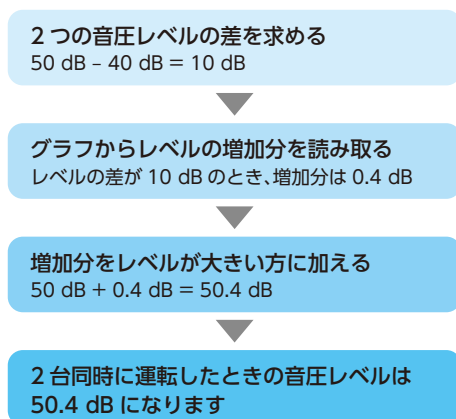 2 つの音圧レベルの差を求める
50 dB – 40 dB = 10 dB
グラフからレベルの増加分を読み取る
レベルの差が 10 dB のとき、増加分は 0.4 dB
増加分をレベルが大きい方に加える
50 dB + 0.4 dB = 50.4 dB
2 台同時に運転したときの音圧レベルは
50.4 dB になります